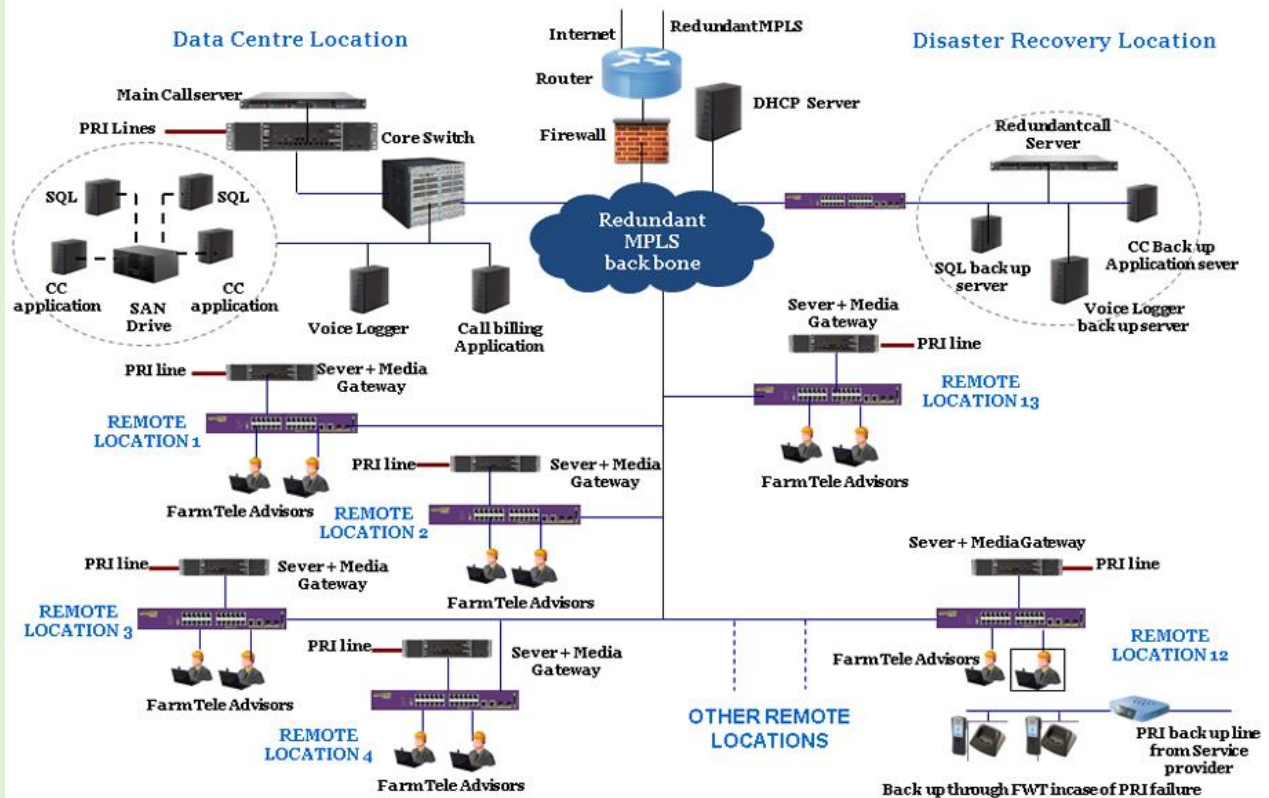 Data Centre Location
Internet
Redundant MPLS
Disaster Recovery Location
Router
Main Callserver
DHCP Server
PRI Lines
Core Switch
Firewall
Redundant call
Server
SQL
SQL
Redundant
MPLS
back bone
CC
application
SAN
Drive
CC
application
Voice Logger
Call billing
Application
SQL back up
server
CC Back up
Application sever
Voice Logger
back up server
Sever + Media
Gateway
PRI line
REMOTE
LOCATION 13
Farm Tele Advisors
PRI line
Sever + Media
Gateway
REMOTE
LOCATION 1
Farm Tele Advisors
PRI line
Sever + Media
Gateway
REMOTE
LOCATION 2
Farm Tele Advisors
PRI line
Sever + Media
Gateway
REMOTE
LOCATION 3
Farm Tele Advisors
PRI line
Sever + Media
Gateway
REMOTE
LOCATION 4
Farm Tele Advisors
OTHER REMOTE
LOCATIONS
Sever + Media Gateway
PRI line
REMOTE
LOCATION 12
Farm Tele Advisors
PRI back up line
from Service
provider
Back up through FWT incase of PRI failure